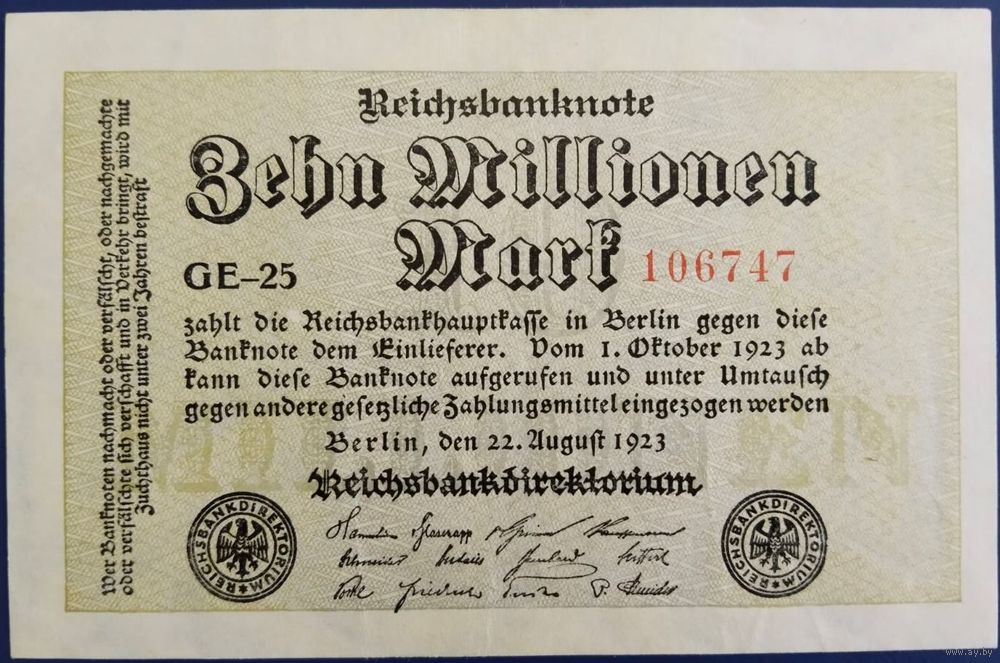 Reichsbanknote
Zehn Millionen
Mark
GE–25
106747
zahlt die Reichsbankhauptkasse in Berlin gegen diese
Banknote dem Einlieferer. Vom 1. Oktober 1923 ab
kann diese Banknote aufgerufen und unter Umtausch
gegen andere gesetzliche Zahlungsmittel eingezogen werden
Berlin, den 22. August 1923
Reichsbankdirektorium
Wer Banknoten nachmacht oder verfälscht, oder nachgemachte
oder verfälschte sich verschafft und in Verkehr bringt, wird mit
Zuchthaus nicht unter zwei Jahren bestraft
REICHSBANKDIREKTORIUM
REICHSBANKDIREKTORIUM
www.ay.by